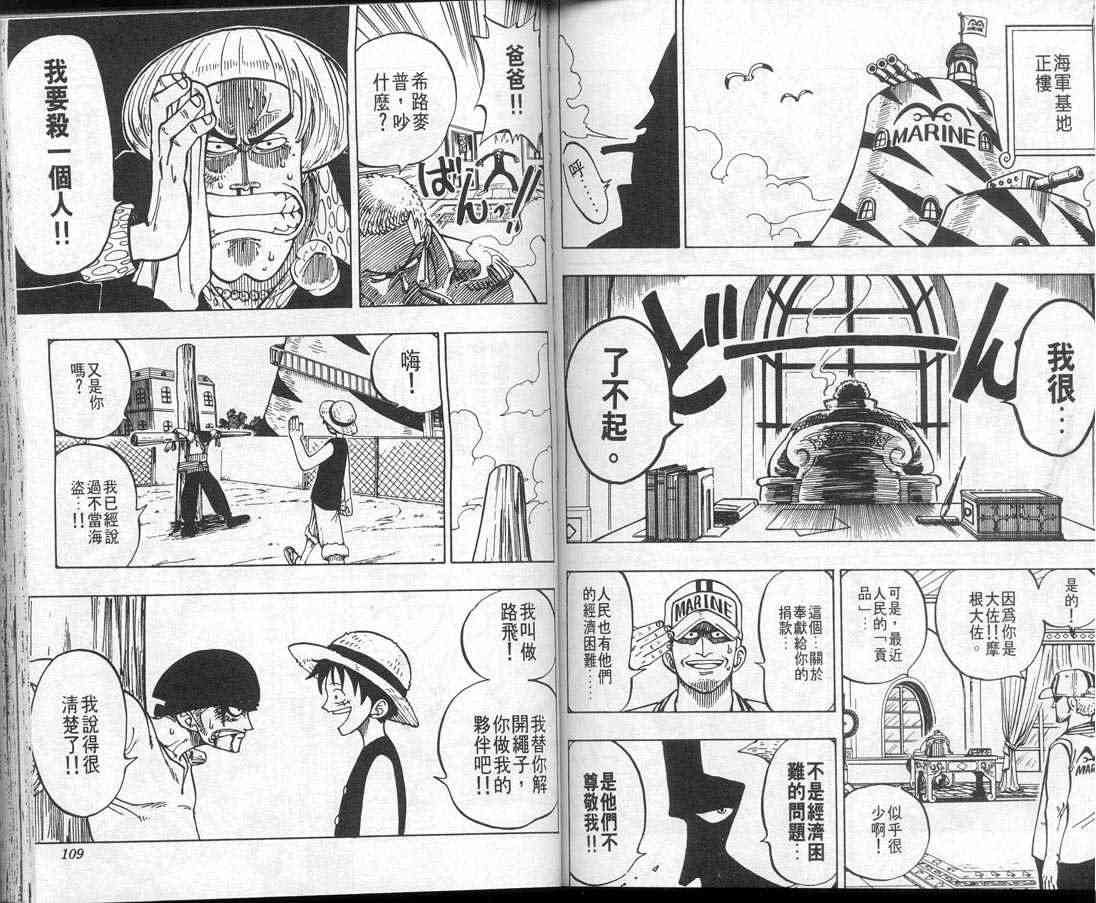 海軍基地
正樓
MARINE
呼……
我很…
了不起。
どん
是的！
因為你是
大佐!!摩
根大佐。
可是，最近
人民的「貢
品」…
似乎很
少啊！
MAR
MARINE
這個…關於
奉獻給你的
捐款…
人民也有他們
的經濟困難……
不是經濟困
難的問題…
是他們不
尊敬我!!
爸爸!!
ばんっ!!
希路麥
普，吵
什麼？
我要殺一個人!!
嗨！
又是你
嗎？
我已經說
過不當海
盜…!!
我叫做
路飛！
我替你解
開繩子，
你做我的
夥伴吧!!
我說得很
清楚了!!
109